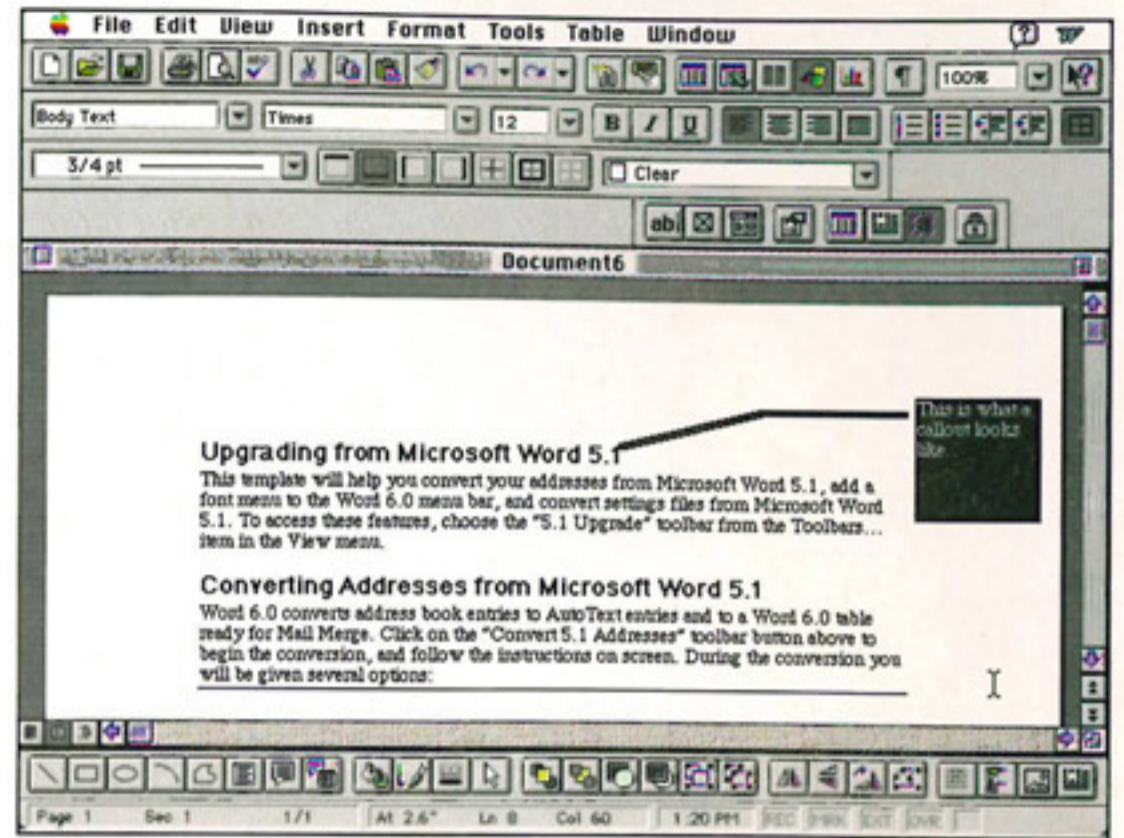 File Edit View Insert Format Tools Table Window
100%
Body Text Times 12 B I U
3/4 pt Clear
ab
Document6
This is what a
callout looks
like.
Upgrading from Microsoft Word 5.1
This template will help you convert your addresses from Microsoft Word 5.1, add a
font menu to the Word 6.0 menu bar, and convert settings files from Microsoft Word
5.1. To access these features, choose the "5.1 Upgrade" toolbar from the Toolbars...
item in the View menu.
Converting Addresses from Microsoft Word 5.1
Word 6.0 converts address book entries to AutoText entries and to a Word 6.0 table
ready for Mail Merge. Click on the "Convert 5.1 Addresses" toolbar button above to
begin the conversion, and follow the instructions on screen. During the conversion you
will be given several options:
Page 1 Sec 1 1/1 At 2.6" Ln 8 Col 60 1:20 PM REC MRK EXT OVR